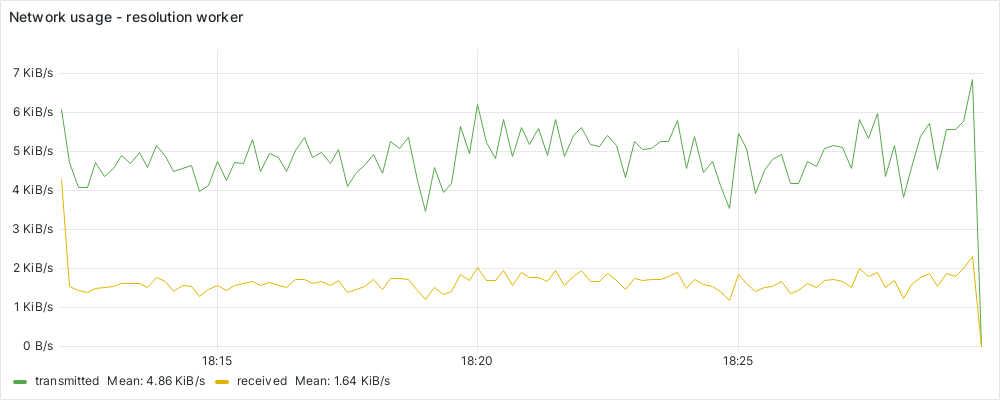 Network usage - resolution worker
7 KiB/s
6 KiB/s
5 KiB/s
4 KiB/s
3 KiB/s
2 KiB/s
1 KiB/s
0 B/s
18:15 18:20 18:25
transmitted Mean: 4.86 KiB/s received Mean: 1.64 KiB/s